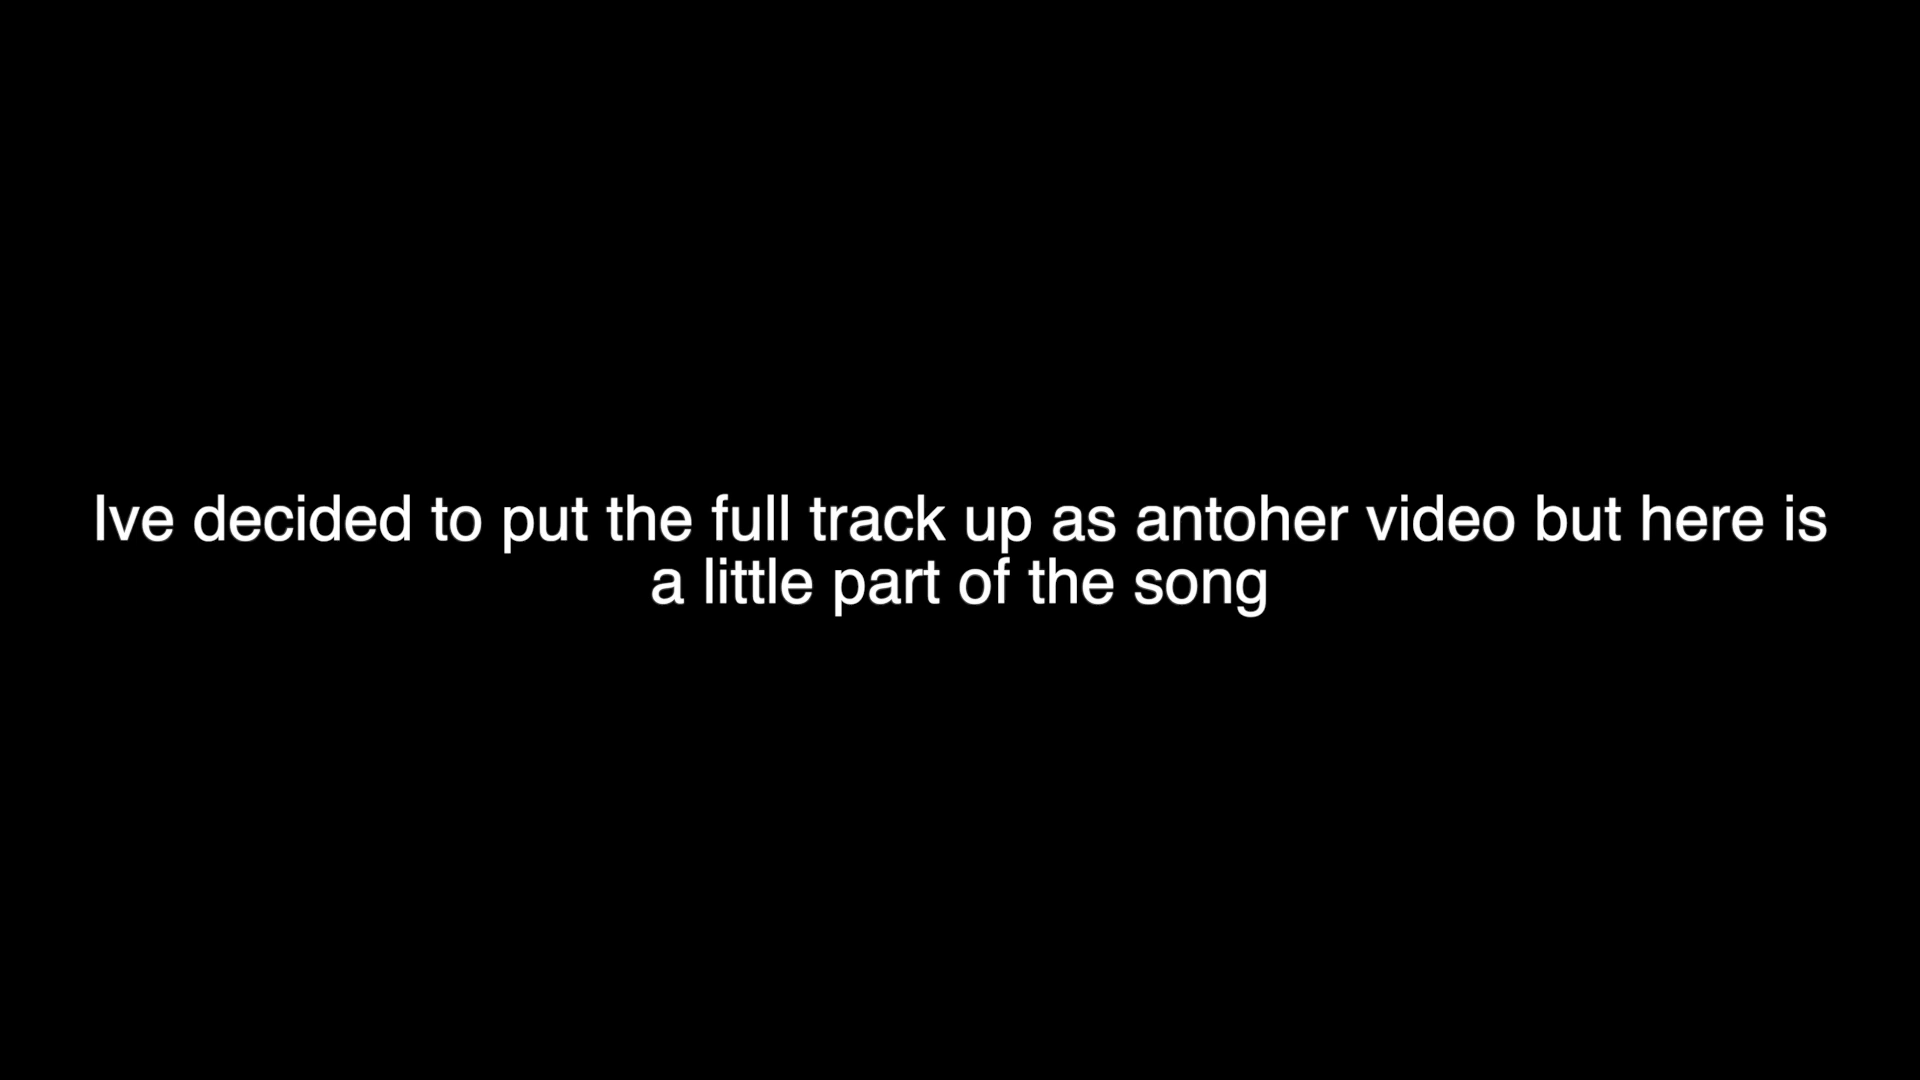 Ive decided to put the full track up as antoher video but here is
a little part of the song